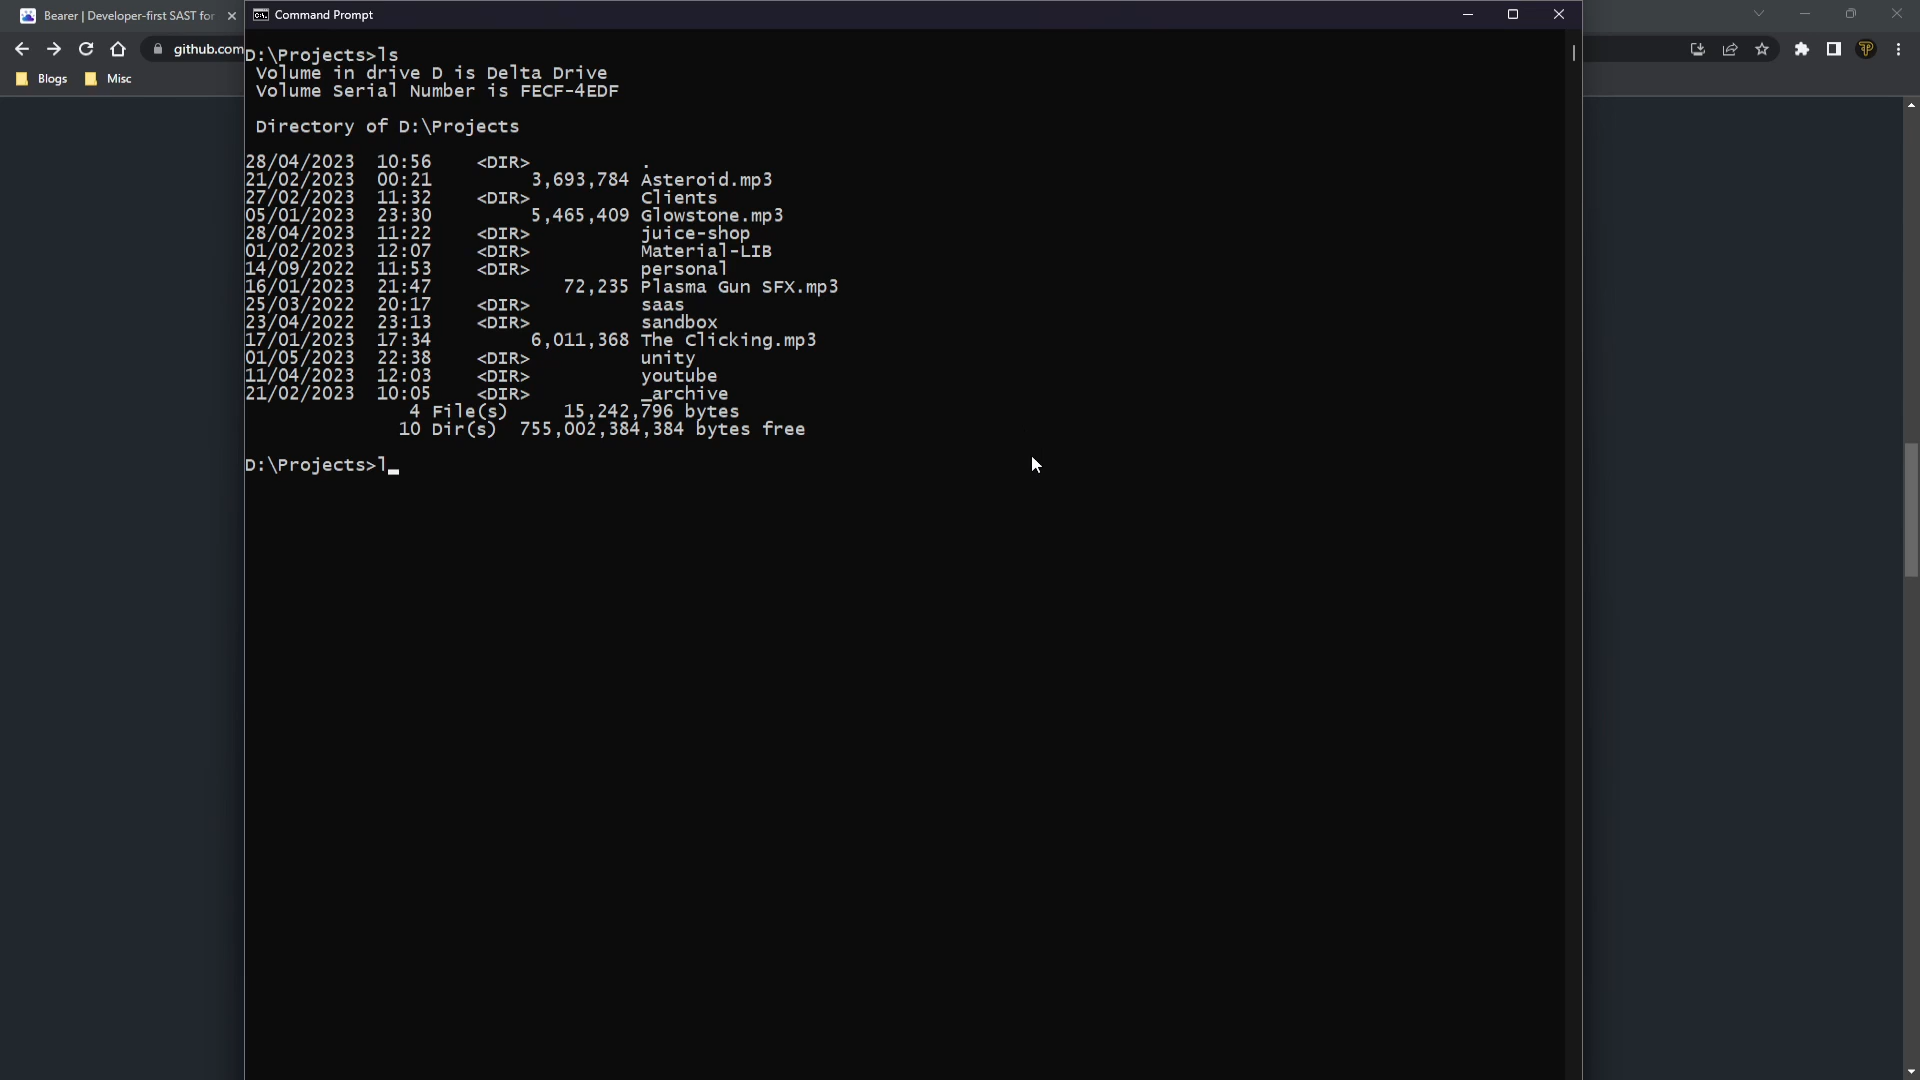 Bearer | Developer-first SAST for
Command Prompt
github.com
Blogs
Misc
D:\Projects>ls
Volume in drive D is Delta Drive
Volume Serial Number is FECF-4EDF
Directory of D:\Projects
28/04/2023  10:56    <DIR>          .
21/02/2023  00:21         3,693,784 Asteroid.mp3
27/02/2023  11:32    <DIR>          Clients
05/01/2023  23:30         5,465,409 Glowstone.mp3
28/04/2023  11:22    <DIR>          juice-shop
01/02/2023  12:07    <DIR>          Material-LIB
14/09/2022  11:53    <DIR>          personal
16/01/2023  21:47            72,235 Plasma Gun SFX.mp3
25/03/2022  20:17    <DIR>          saas
23/04/2022  23:13    <DIR>          sandbox
17/01/2023  17:34         6,011,368 The Clicking.mp3
01/05/2023  22:38    <DIR>          unity
11/04/2023  12:03    <DIR>          youtube
21/02/2023  10:05    <DIR>          _archive
4 File(s)     15,242,796 bytes
10 Dir(s)  755,002,384,384 bytes free
D:\Projects>l_